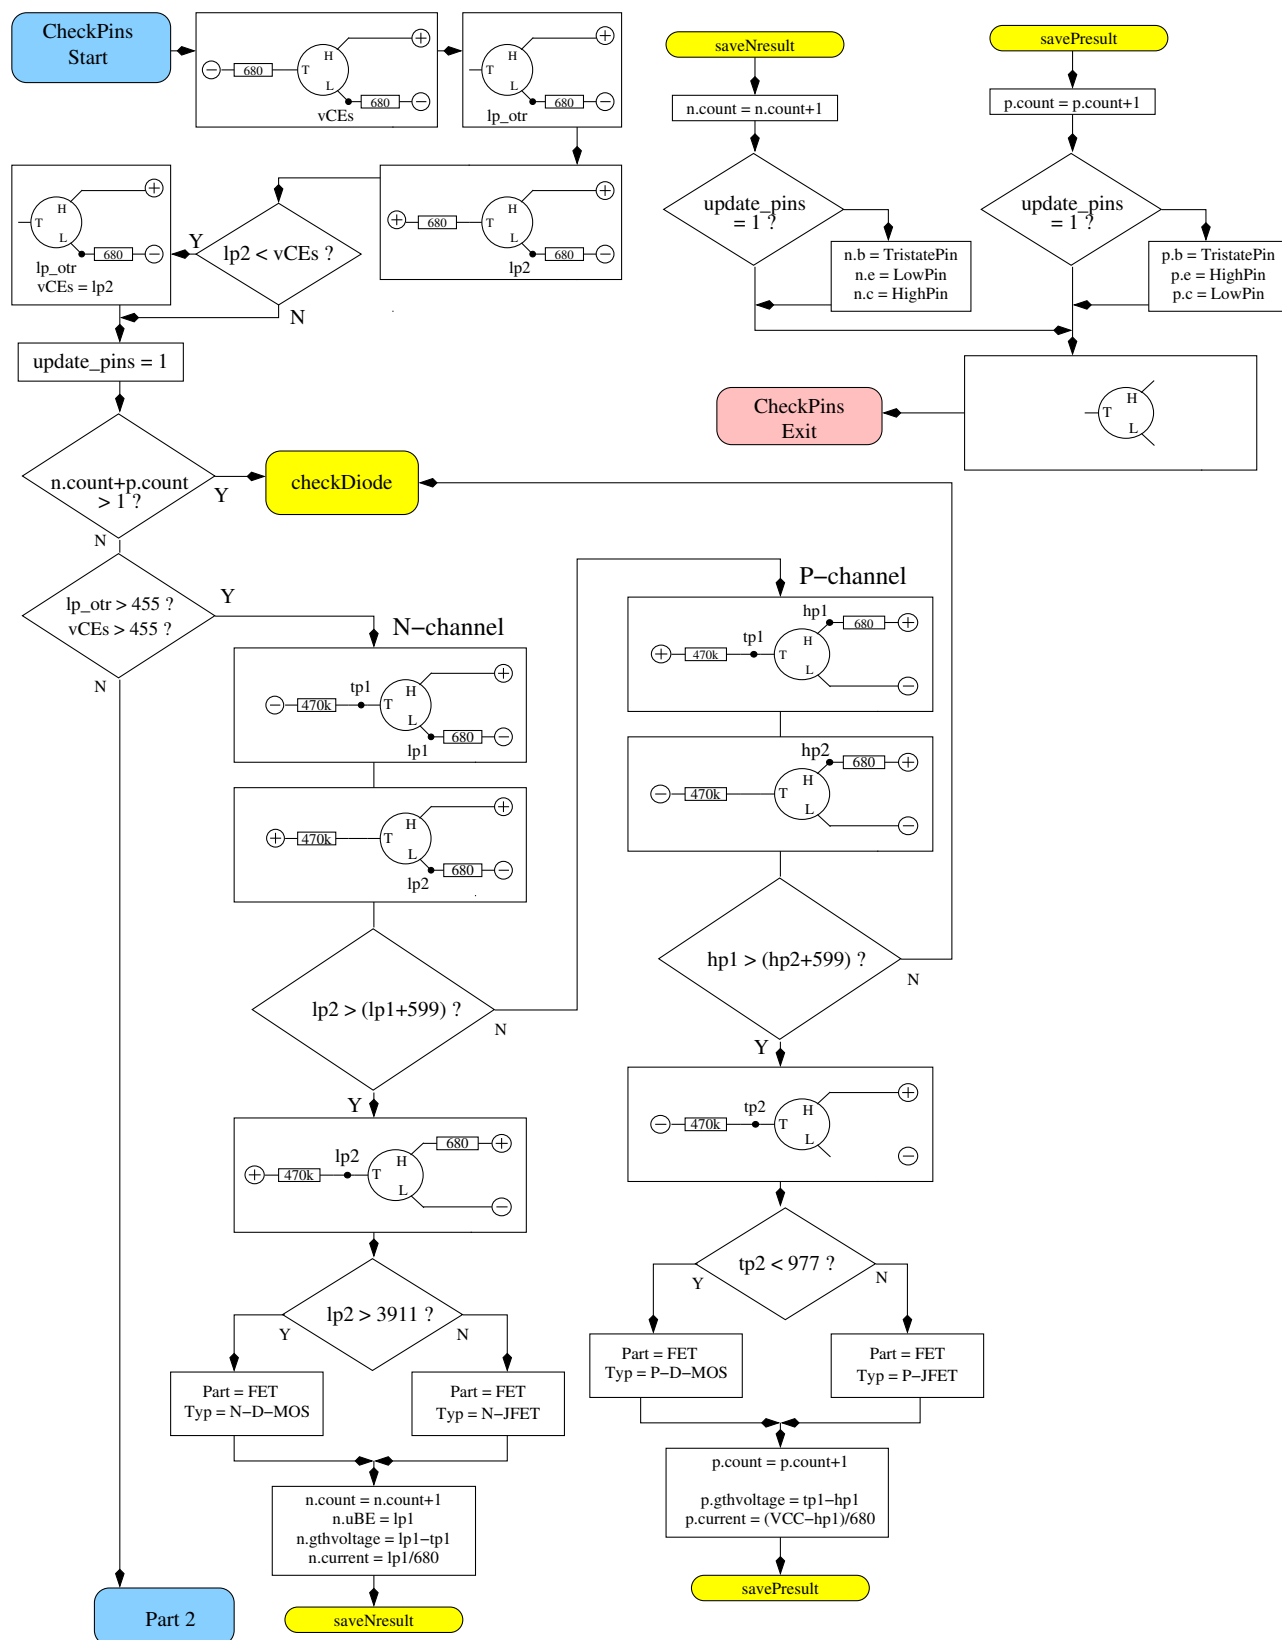 CheckPins
Start
680
T
H
L
680
vCEs
H
T
L
680
lp_otr
H
T
L
680
lp_otr
vCEs = lp2
Y
lp2 < vCEs ?
N
680
T
H
L
680
lp2
update_pins = 1
n.count+p.count
> 1 ?
Y
N
checkDiode
lp_otr > 455 ?
vCEs > 455 ?
Y
N
N−channel
tp1
470k
T
H
L
680
lp1
470k
T
H
L
680
lp2
lp2 > (lp1+599) ?
N
Y
lp2
680
470k
T
H
L
lp2 > 3911 ?
Y
N
Part = FET
Typ = N−D−MOS
Part = FET
Typ = N−JFET
n.count = n.count+1
n.uBE = lp1
n.gthvoltage = lp1−tp1
n.current = lp1/680
saveNresult
Part 2
P−channel
hp1
tp1
680
470k
T
H
L
hp2
680
470k
T
H
L
hp1 > (hp2+599) ?
N
Y
tp2
470k
T
H
L
tp2 < 977 ?
Y
N
Part = FET
Typ = P−D−MOS
Part = FET
Typ = P−JFET
p.count = p.count+1
p.gthvoltage = tp1−hp1
p.current = (VCC−hp1)/680
savePresult
saveNresult
n.count = n.count+1
update_pins
= 1 ?
n.b = TristatePin
n.e = LowPin
n.c = HighPin
savePresult
p.count = p.count+1
update_pins
= 1 ?
p.b = TristatePin
p.e = HighPin
p.c = LowPin
H
T
L
CheckPins
Exit